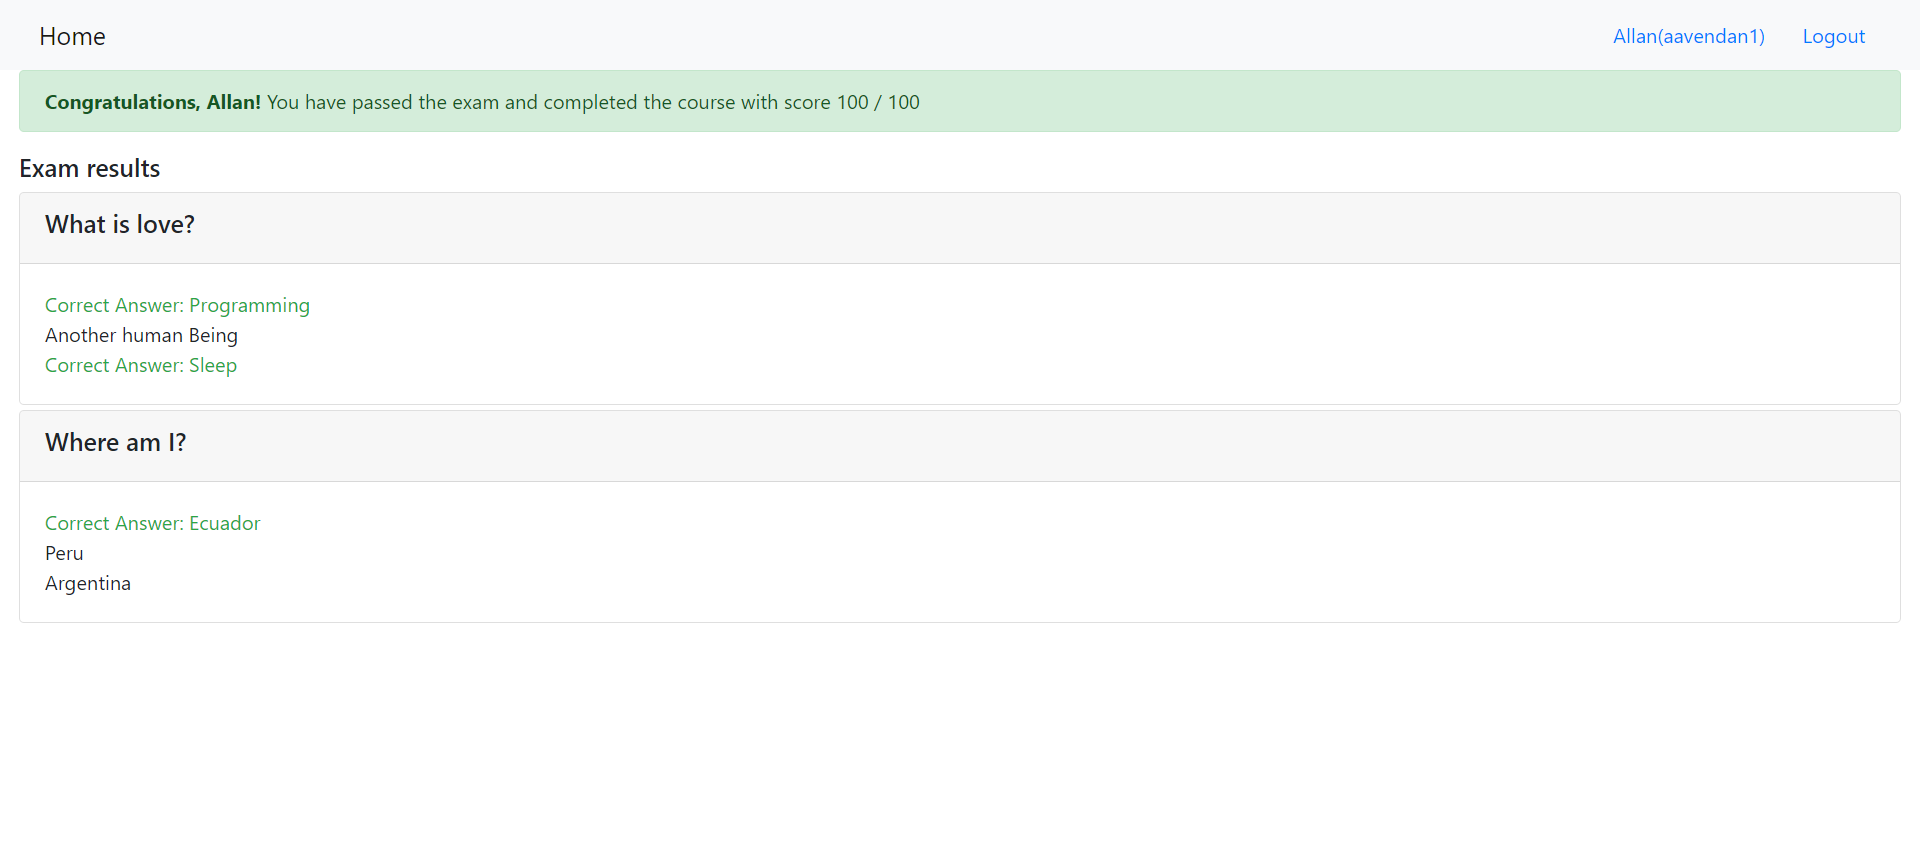 Home Allan(aavendan1) Logout
Congratulations, Allan! You have passed the exam and completed the course with score 100 / 100
Exam results
What is love?
Correct Answer: Programming
Another human Being
Correct Answer: Sleep
Where am I?
Correct Answer: Ecuador
Peru
Argentina